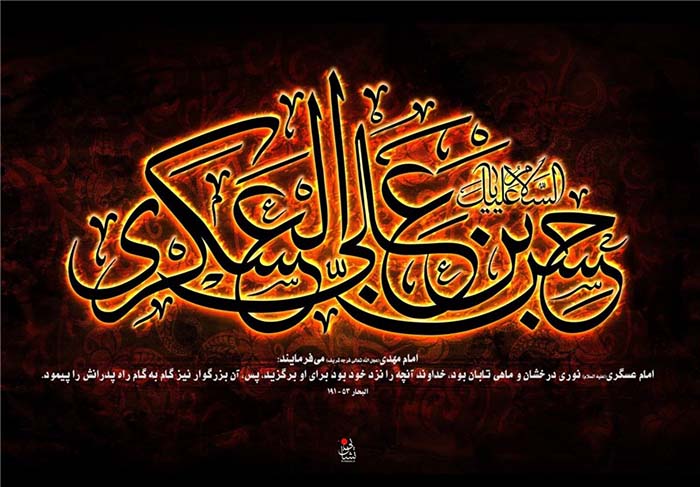 السلام علیک
حسن بن علی العسکری
امام مهدی(عجل الله تعالی فرجه شریف) می‌فرمایند:
امام عسگری(علیه السلام) نوری درخشان و ماهی تابان بود، خداوند آنچه را نزد خود بود برای او برگزید. پس، آن بزرگوار نیز گام به گام راه پدرانش را پیمود.
البحار ۵۳ - ۱۹۱